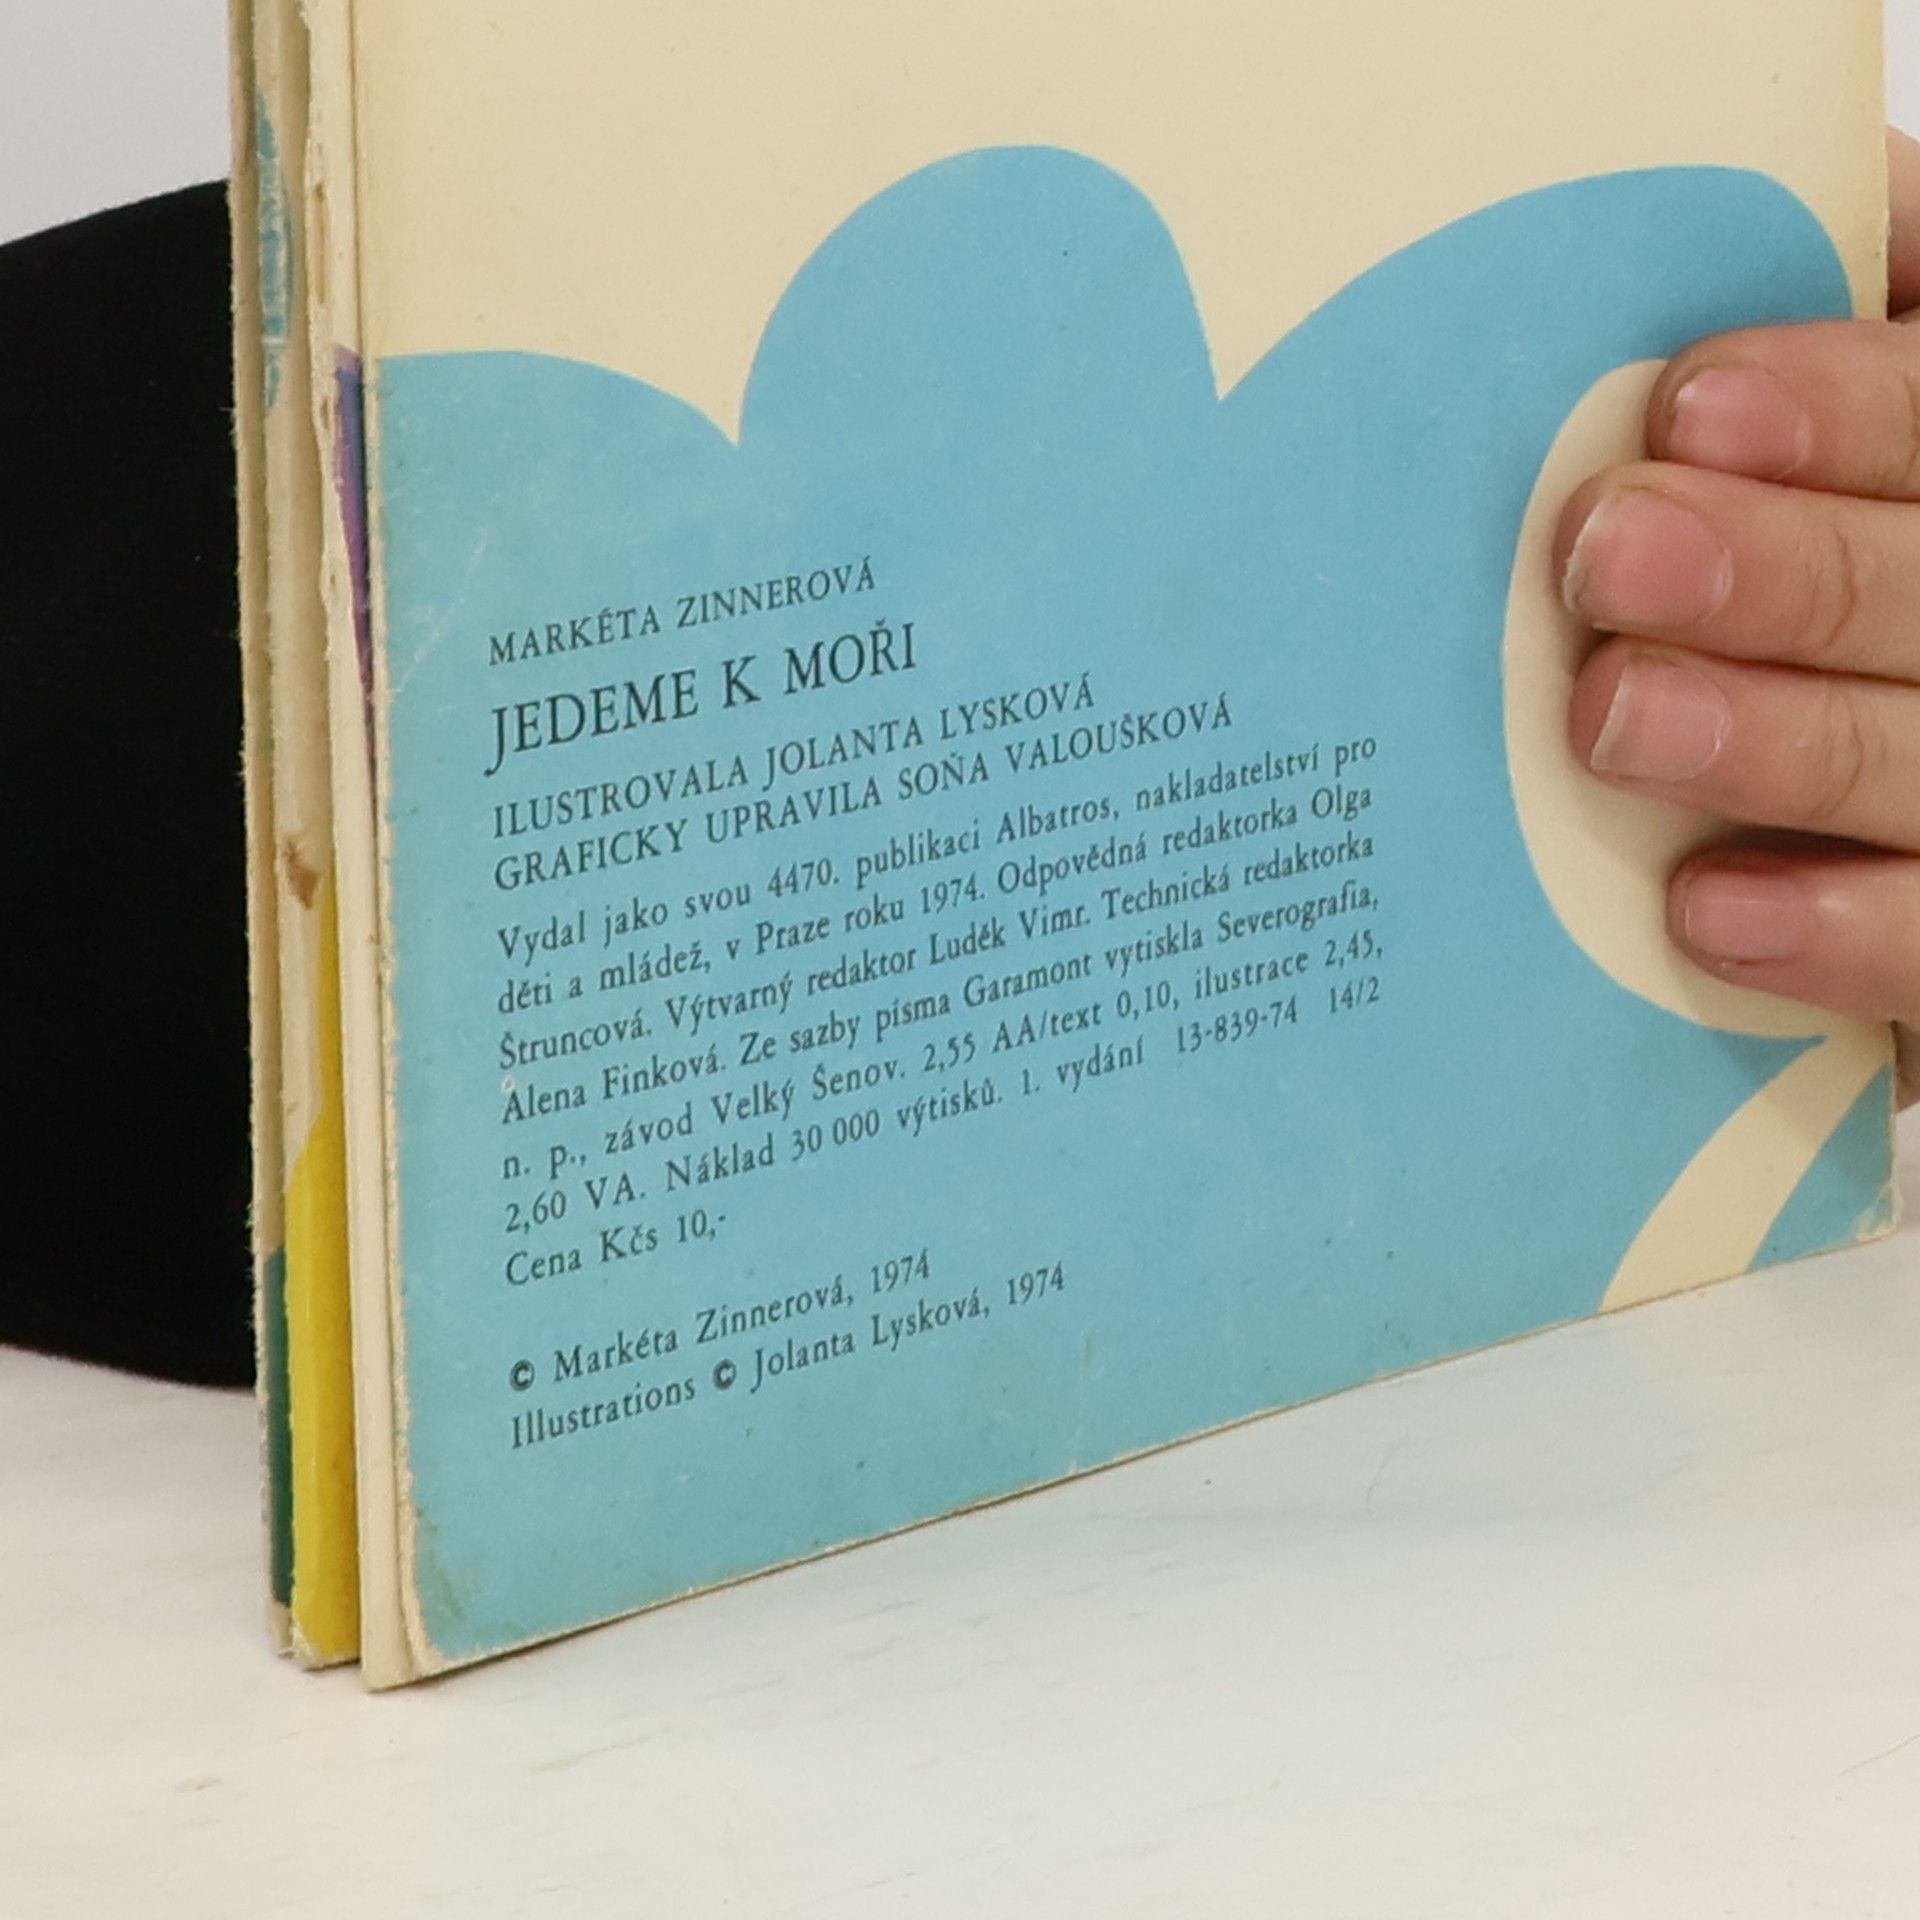 MARKÉTA ZINNEROVÁ
JEDEME K MOŘI
ILUSTROVALA JOLANTA LYSKOVÁ
GRAFICKY UPRAVILA SOŇA VALOUŠKOVÁ
Vydal jako svou 4470. publikaci Albatros, nakladatelství pro
děti a mládež, v Praze roku 1974. Odpovědná redaktorka Olga
Štruncová. Výtvarný redaktor Luděk Vimr. Technická redaktorka
Alena Finková. Ze sazby písma Garamont vytiskla Severografia,
n. p., závod Velký Šenov. 2,55 AA/text 0,10, ilustrace 2,45,
2,60 VA. Náklad 30 000 výtisků. 1. vydání 13-839-74 14/2
Cena Kčs 10,-
© Markéta Zinnerová, 1974
Illustrations © Jolanta Lysková, 1974